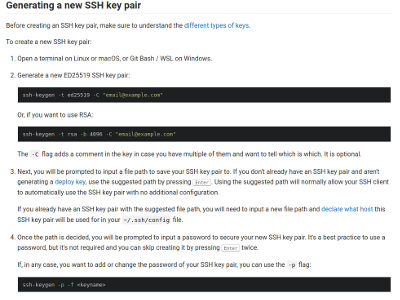 Generating a new SSH key pair
Before creating an SSH key pair, make sure to understand the different types of keys.
To create a new SSH key pair:
1. Open a terminal on Linux or macOS, or Git Bash / WSL on Windows.
2. Generate a new ED25519 SSH key pair:
ssh-keygen -t ed25519 -C "email@example.com"
Or, if you want to use RSA:
ssh-keygen -t rsa -b 4096 -C "email@example.com"
The -C flag adds a comment in the key in case you have multiple of them and want to tell which is which. It is optional.
3. Next, you will be prompted to input a file path to save your SSH key pair to. If you don't already have an SSH key pair and aren't
generating a deploy key, use the suggested path by pressing Enter. Using the suggested path will normally allow your SSH client
to automatically use the SSH key pair with no additional configuration.
If you already have an SSH key pair with the suggested file path, you will need to input a new file path and declare what host this
SSH key pair will be used for in your ~/.ssh/config file.
4. Once the path is decided, you will be prompted to input a password to secure your new SSH key pair. It's a best practice to use a
password, but it's not required and you can skip creating it by pressing Enter twice.
If, in any case, you want to add or change the password of your SSH key pair, you can use the -p flag:
ssh-keygen -p -f <keyname>